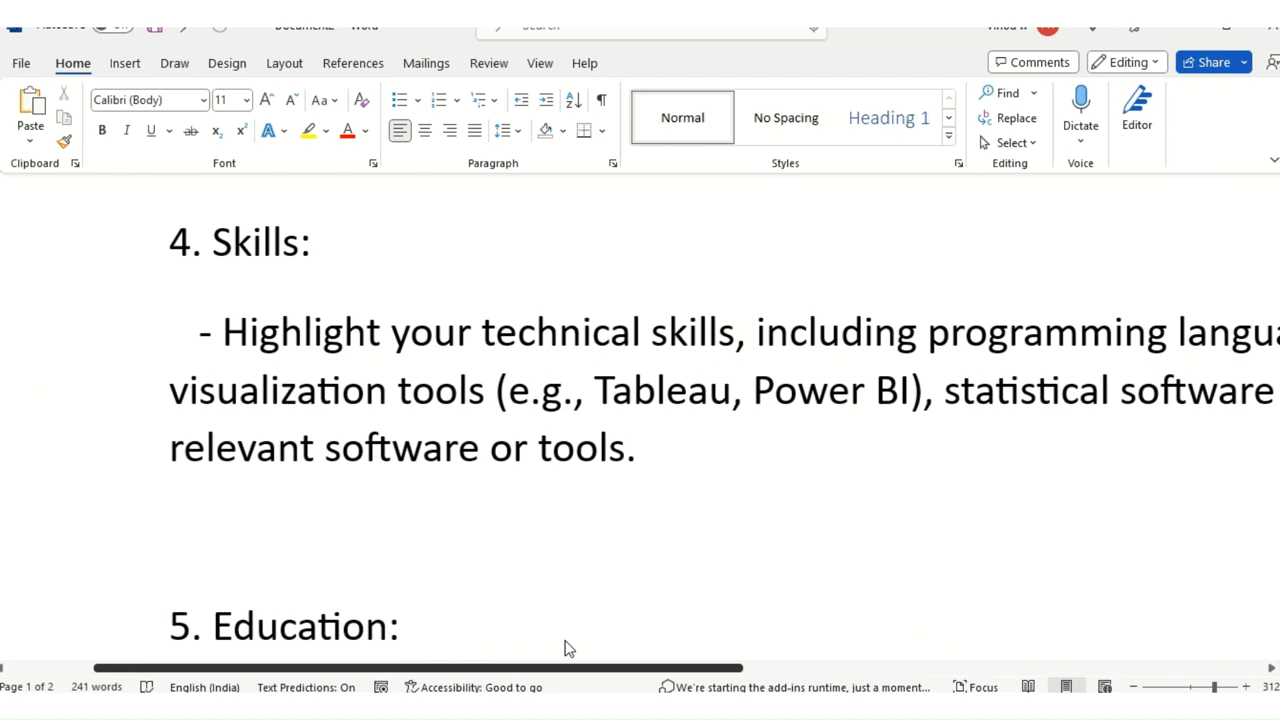 File Home Insert Draw Design Layout References Mailings Review View Help Comments Editing Share
Calibri (Body) 11 Aa Normal No Spacing Heading 1 Find Replace Select Paste Dictate Editor
Clipboard Font Paragraph Styles Editing Voice
4. Skills:
- Highlight your technical skills, including programming
visualization tools (e.g., Tableau, Power BI), statistical software
relevant software or tools.
5. Education:
Page 1 of 2 241 words English (India) Text Predictions: On Accessibility: Good to go We're starting the add-ins runtime, just a moment... Focus